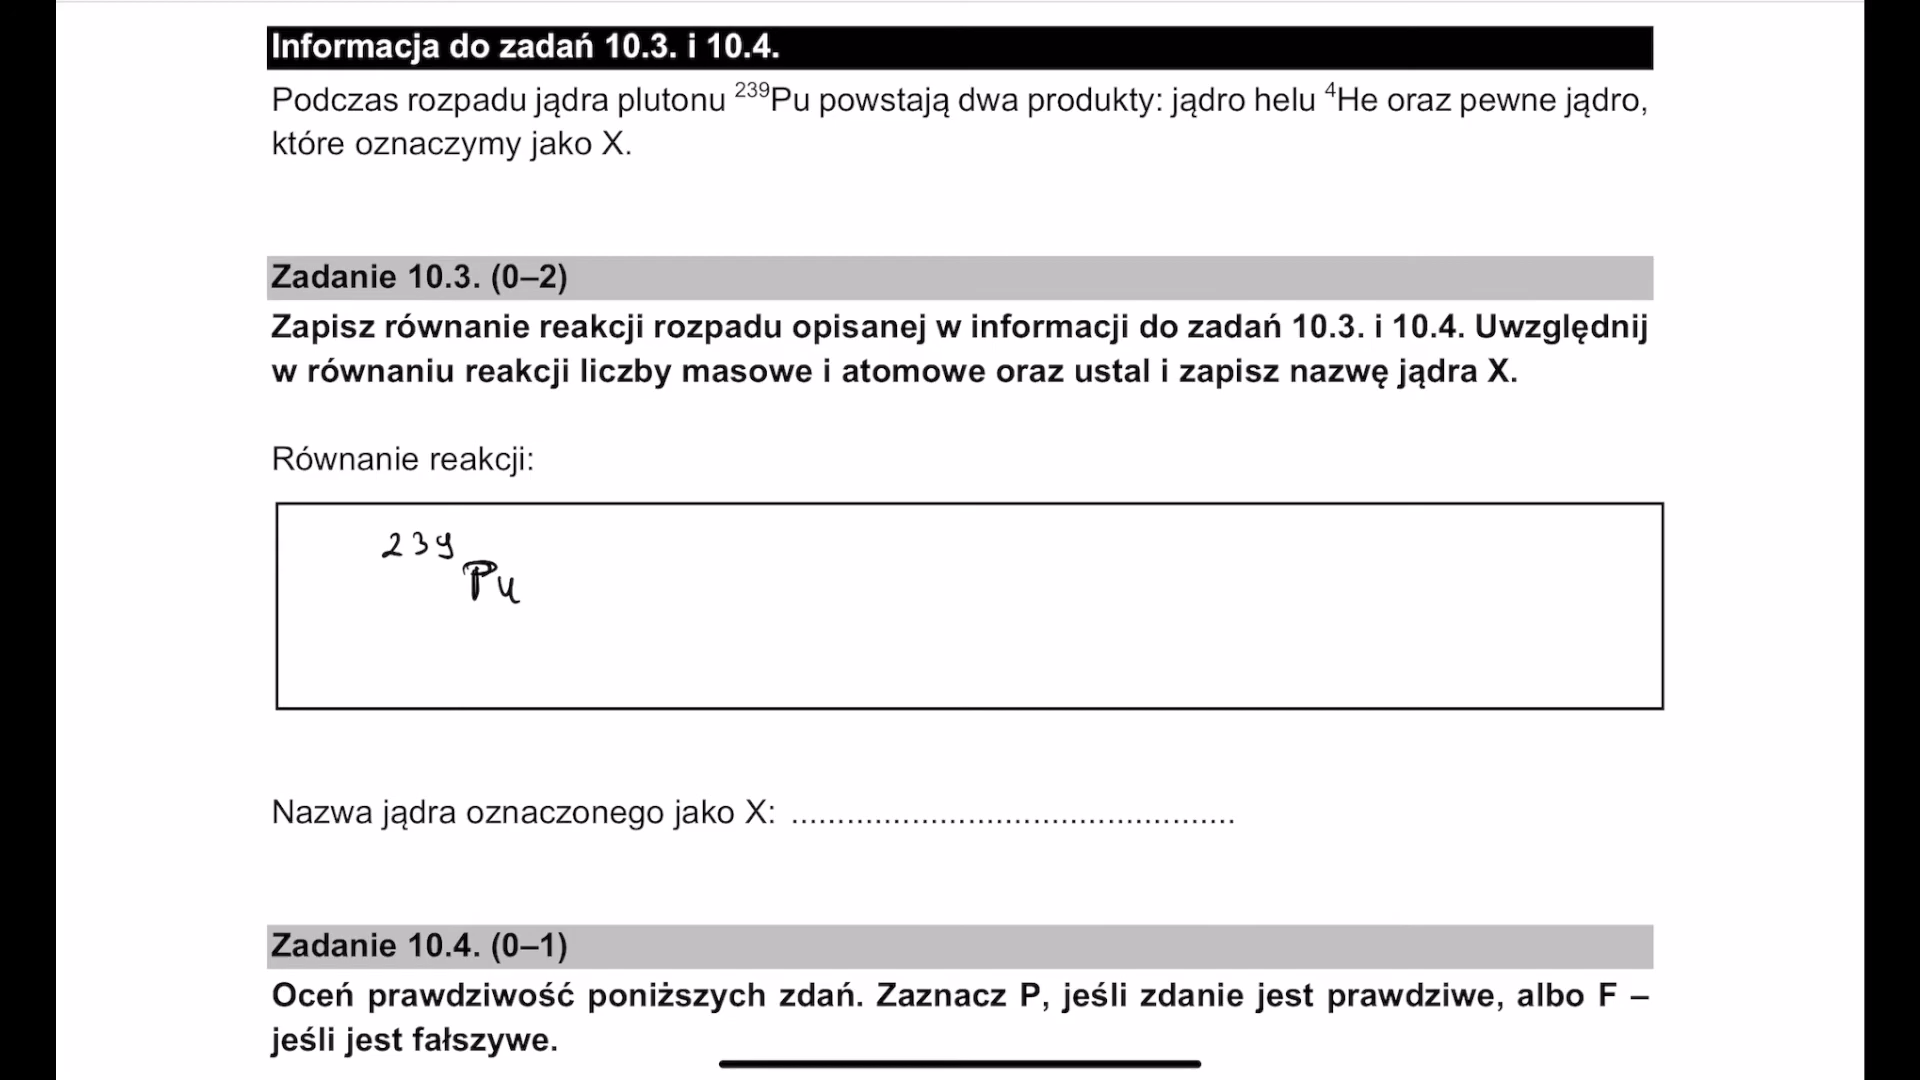 Informacja do zadań 10.3. i 10.4.
Podczas rozpadu jądra plutonu ²³⁹Pu powstają dwa produkty: jądro helu ⁴He oraz pewne jądro,
które oznaczymy jako X.
Zadanie 10.3. (0–2)
Zapisz równanie reakcji rozpadu opisanej w informacji do zadań 10.3. i 10.4. Uwzględnij
w równaniu reakcji liczby masowe i atomowe oraz ustal i zapisz nazwę jądra X.
Równanie reakcji:
²³⁹Pu
Nazwa jądra oznaczonego jako X: ................................................
Zadanie 10.4. (0–1)
Oceń prawdziwość poniższych zdań. Zaznacz P, jeśli zdanie jest prawdziwe, albo F –
jeśli jest fałszywe.